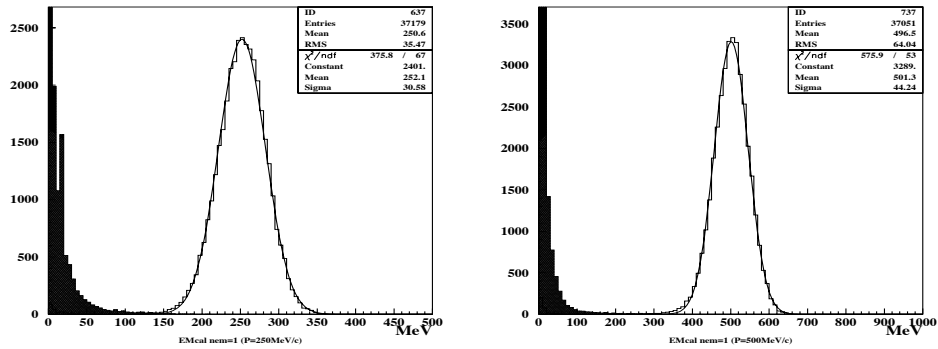 ID 637
Entries 37179
Mean 250.6
RMS 35.47
χ²/ndf 375.8 / 67
Constant 2401.
Mean 252.1
Sigma 30.58
2500
2000
1500
1000
500
0
0 50 100 150 200 250 300 350 400 450 500
MeV
EMcal nem=1 (P=250MeV/c)
ID 737
Entries 37051
Mean 496.5
RMS 64.04
χ²/ndf 575.9 / 53
Constant 3289.
Mean 501.3
Sigma 44.24
3500
3000
2500
2000
1500
1000
500
0
0 100 200 300 400 500 600 700 800 900 1000
MeV
EMcal nem=1 (P=500MeV/c)